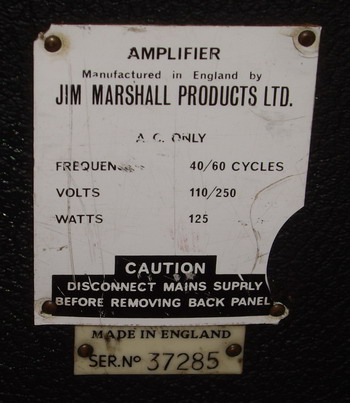 AMPLIFIER
Manufactured in England by
JIM MARSHALL PRODUCTS LTD.
A.C. ONLY
FREQUEN 40/60 CYCLES
VOLTS 110/250
WATTS 125
CAUTION
DISCONNECT MAINS SUPPLY
BEFORE REMOVING BACK PANEL
MADE IN ENGLAND
SER.Nº 37285